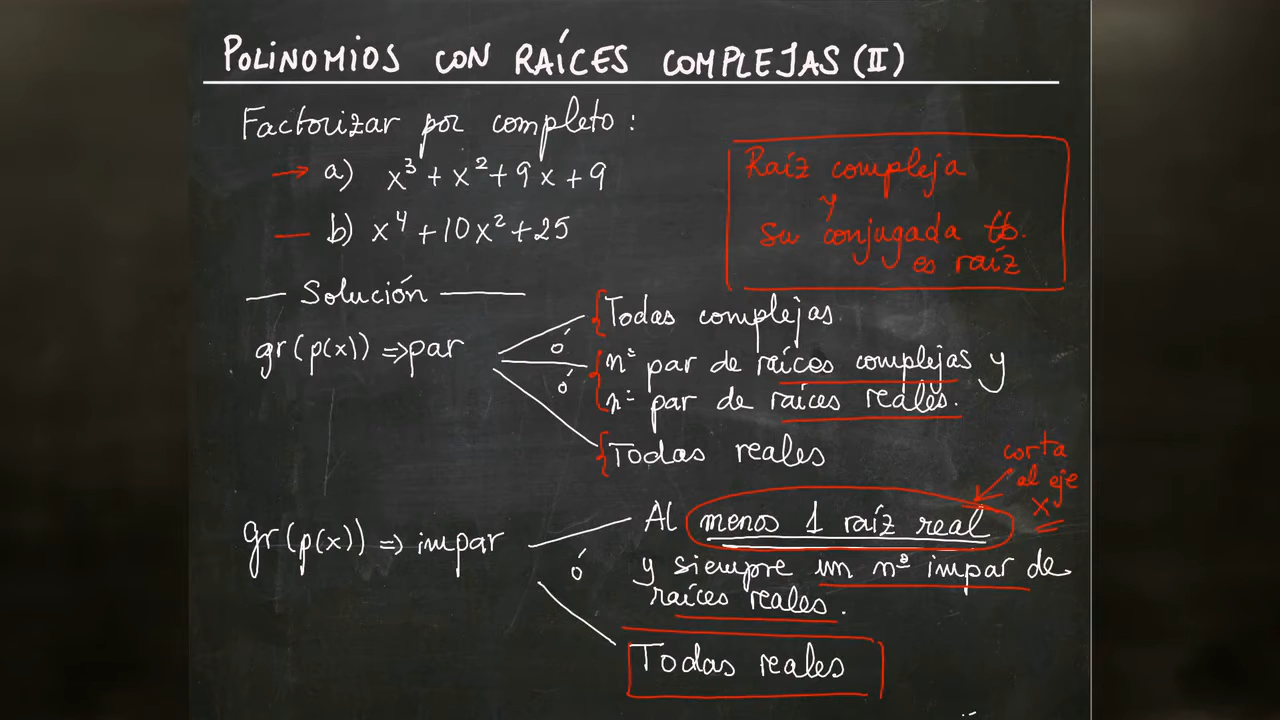 POLINOMIOS CON RAÍCES COMPLEJAS (II)
Factorizar por completo:
→ a) x³ + x² + 9x + 9
— b) x⁴ + 10x² + 25
Raíz compleja
y
su conjugada tb.
es raíz
— Solución —
gr(p(x)) => par
Todas complejas.
ó
nº par de raíces complejas y
nº par de raíces reales.
ó
Todas reales
corta
al eje
x
gr(p(x)) => impar
Al menos 1 raíz real
y siempre un nº impar de
raíces reales.
ó
Todas reales